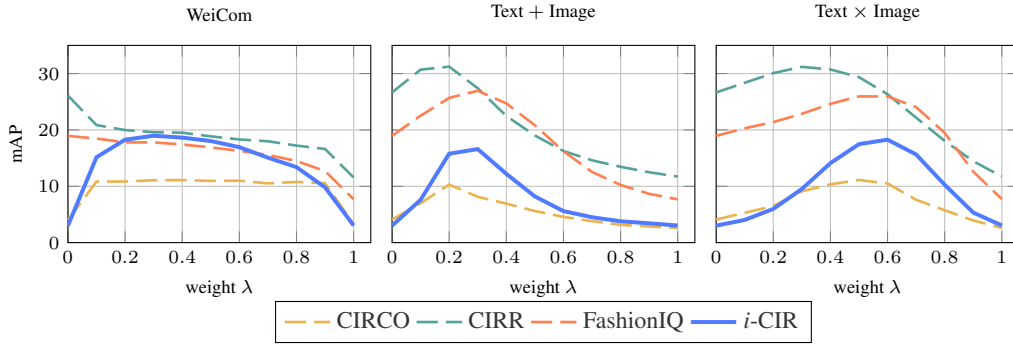 WeiCom
Text + Image
Text × Image
mAP
30
20
10
0
0 0.2 0.4 0.6 0.8 1
0 0.2 0.4 0.6 0.8 1
0 0.2 0.4 0.6 0.8 1
weight λ
weight λ
weight λ
CIRCO CIRR FashionIQ i-CIR